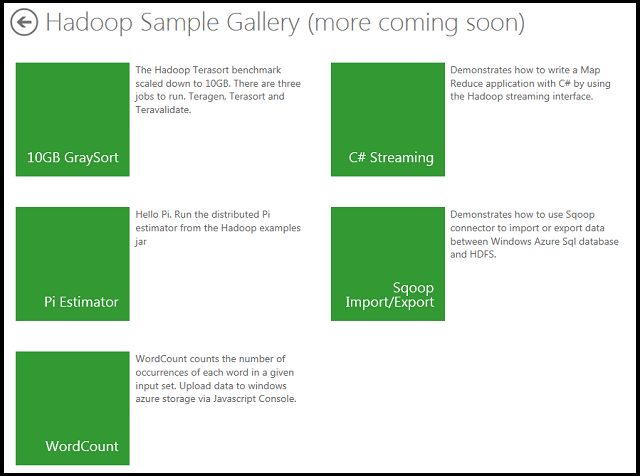 Hadoop Sample Gallery (more coming soon)
10GB GraySort
The Hadoop Terasort benchmark
scaled down to 10GB. There are three
jobs to run. Teragen, Terasort and
Teravalidate.
C# Streaming
Demonstrates how to write a Map
Reduce application with C# by using
the Hadoop streaming interface.
Pi Estimator
Hello Pi. Run the distributed Pi
estimator from the Hadoop examples
jar
Sqoop
Import/Export
Demonstrates how to use Sqoop
connector to import or export data
between Windows Azure Sql database
and HDFS.
WordCount
WordCount counts the number of
occurrences of each word in a given
input set. Upload data to windows
azure storage via Javascript Console.